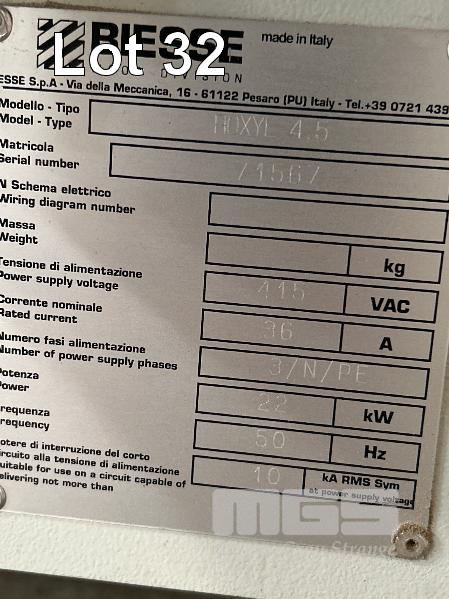 BIESSE
Lot 32
made in Italy
DIVISION
ESSE S.p.A - Via della Meccanica, 16 - 61122 Pesaro (PU) Italy - Tel.+39 0721 439
Modello - Tipo
Model - Type
4.5
Matricola
Serial number
71567
N Schema elettrico
Wiring diagram number
Massa
Weight
kg
Tensione di alimentazione
Power supply voltage
415
VAC
Corrente nominale
Rated current
36
A
Numero fasi alimentazione
Number of power supply phases
3/N/PE
Potenza
Power
22
kW
requenza
requency
50
Hz
otere di interruzione del corto
ircuito alla tensione di alimentazione
uitable for use on a circuit capable of
elivering not more than
10
kA RMS Sym
at power supply voltage
MGS
Strange